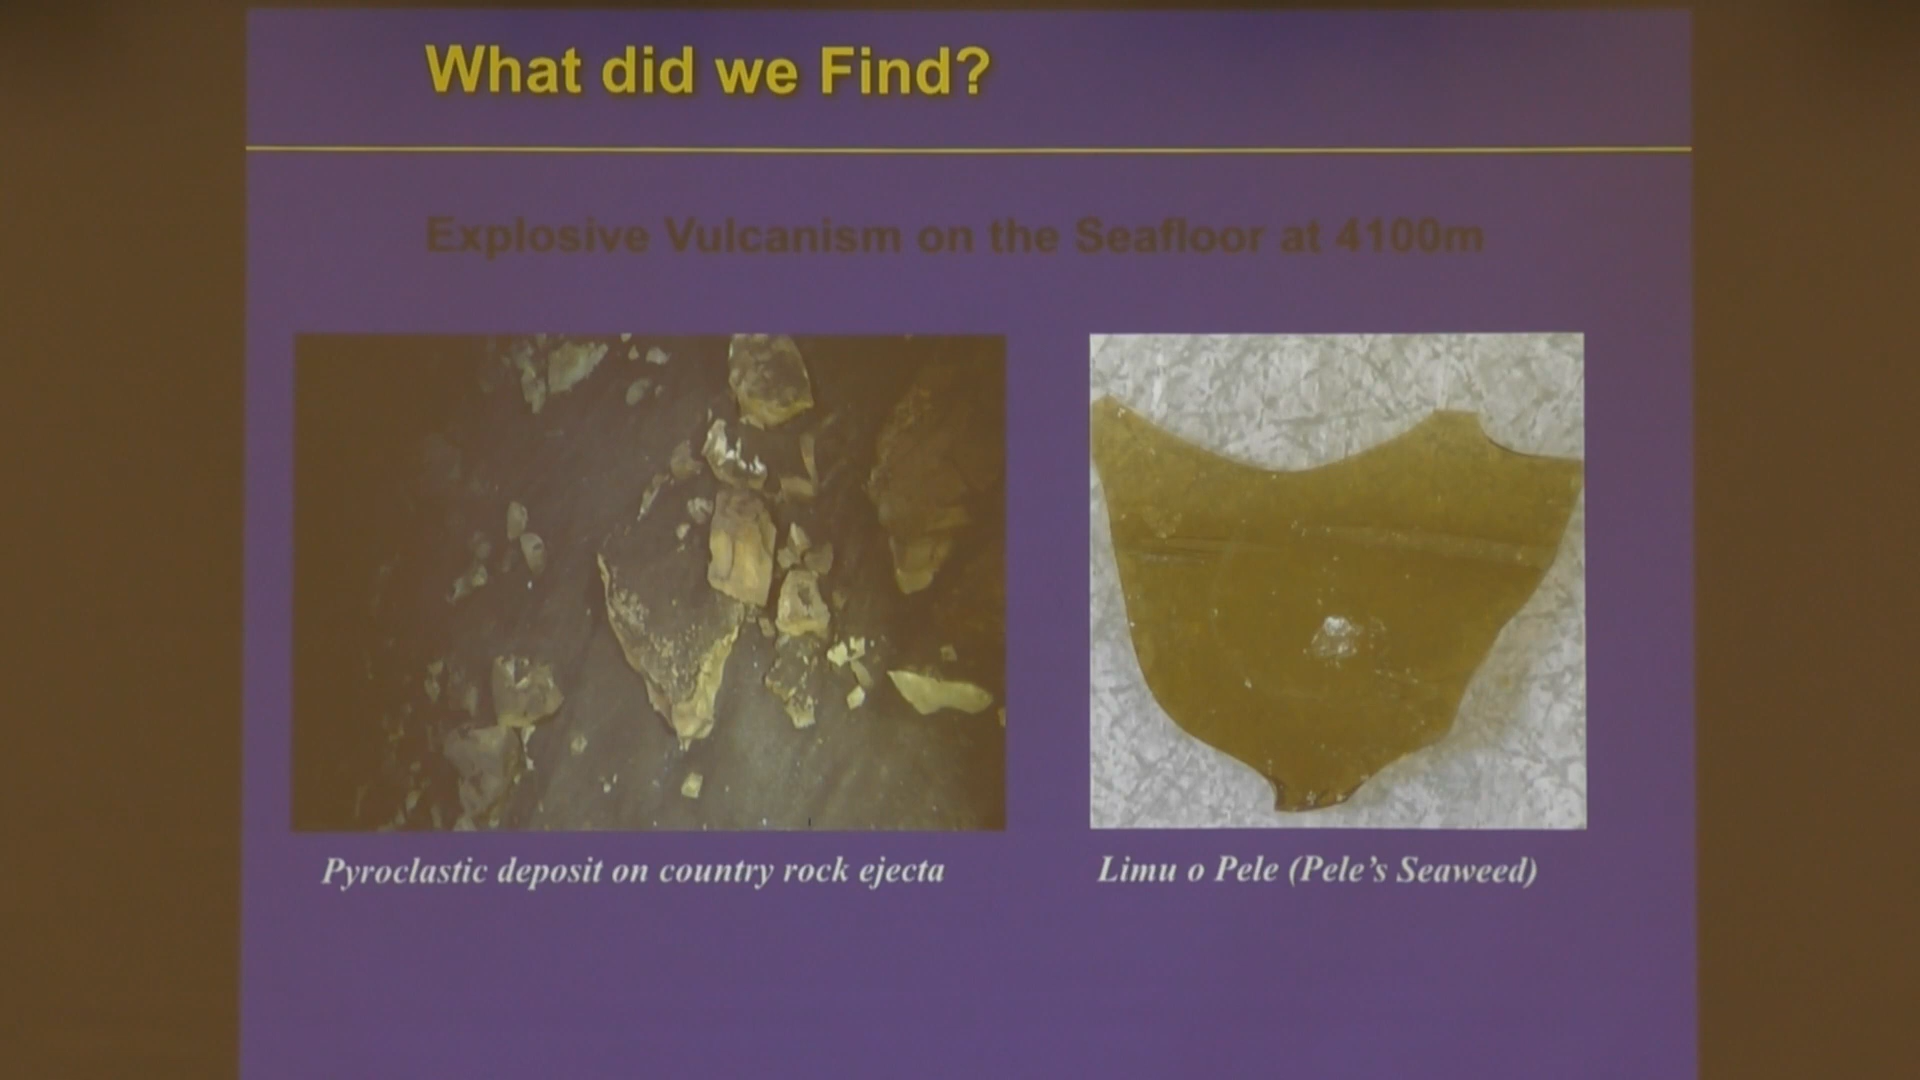 What did we Find?
Explosive Vulcanism on the Seafloor at 4100m
Pyroclastic deposit on country rock ejecta
Limu o Pele (Pele's Seaweed)